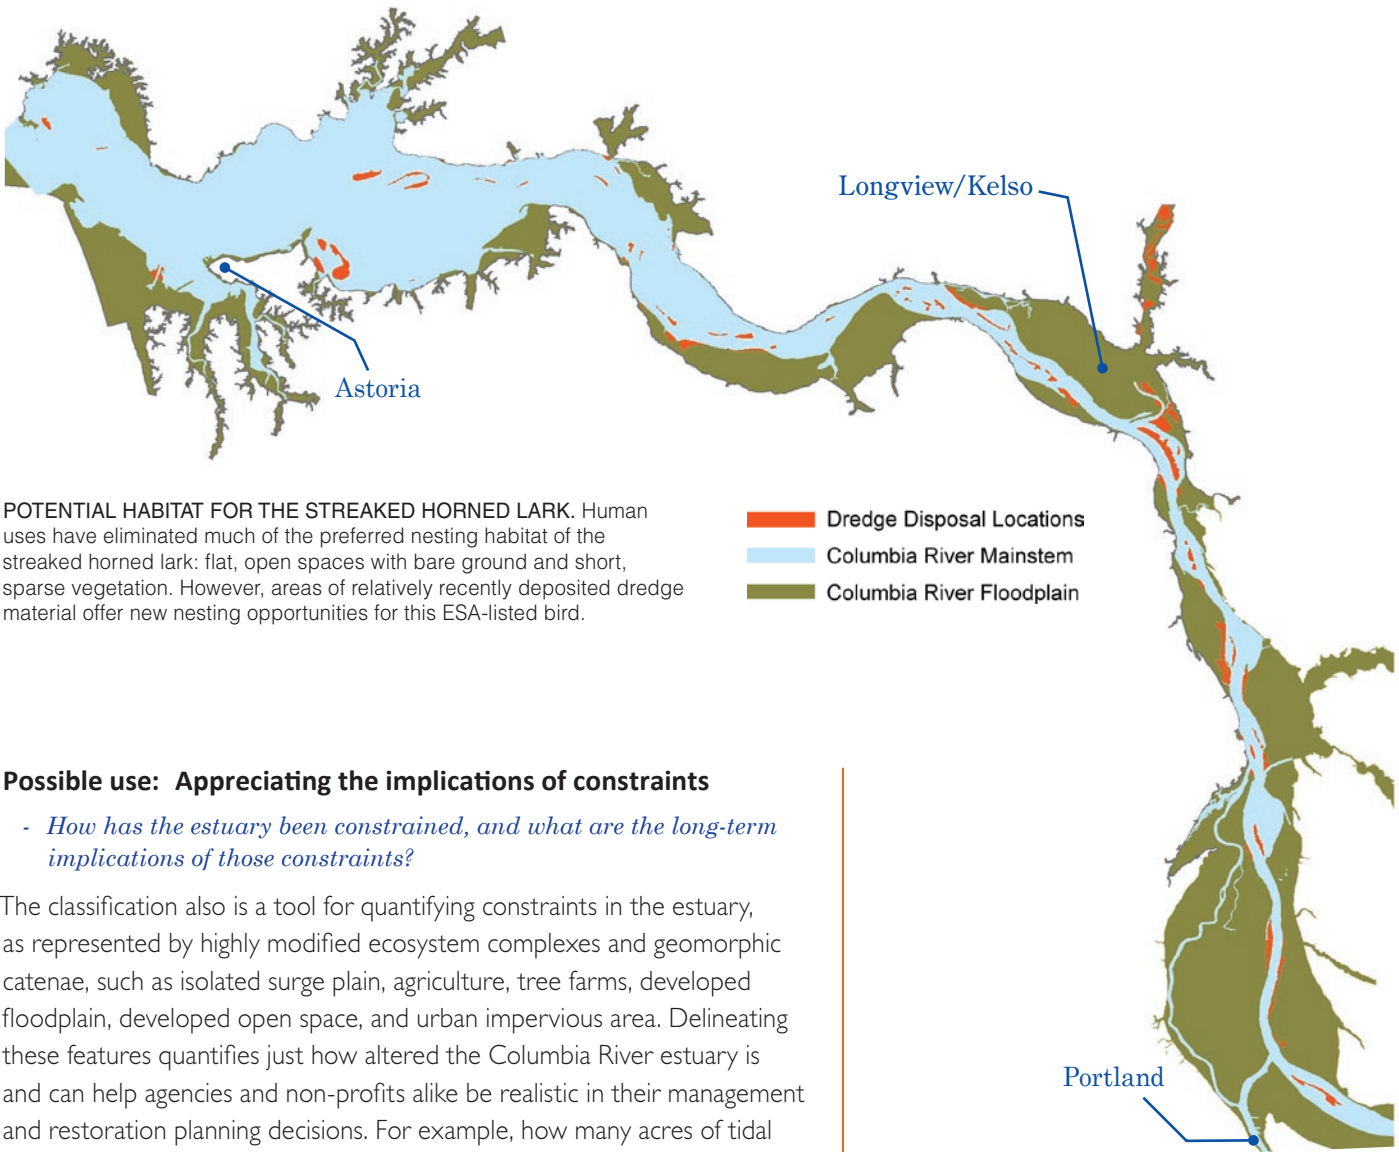 Longview/Kelso
Astoria
POTENTIAL HABITAT FOR THE STREAKED HORNED LARK. Human
uses have eliminated much of the preferred nesting habitat of the
streaked horned lark: flat, open spaces with bare ground and short,
sparse vegetation. However, areas of relatively recently deposited dredge
material offer new nesting opportunities for this ESA-listed bird.
Dredge Disposal Locations
Columbia River Mainstem
Columbia River Floodplain
Possible use: Appreciating the implications of constraints
- How has the estuary been constrained, and what are the long-term
implications of those constraints?
The classification also is a tool for quantifying constraints in the estuary,
as represented by highly modified ecosystem complexes and geomorphic
catenae, such as isolated surge plain, agriculture, tree farms, developed
floodplain, developed open space, and urban impervious area. Delineating
these features quantifies just how altered the Columbia River estuary is
and can help agencies and non-profits alike be realistic in their management
and restoration planning decisions. For example, how many acres of tidal
Portland